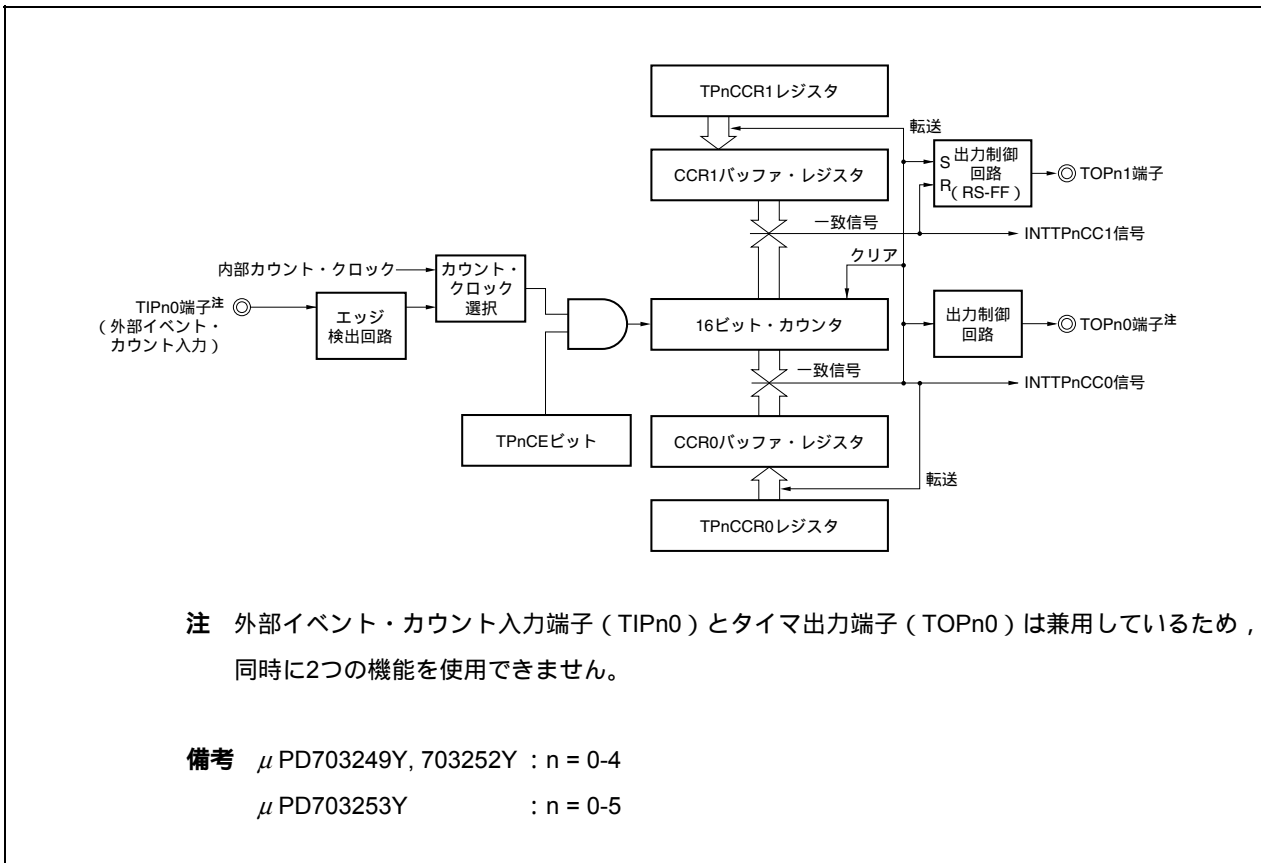 TPnCCR1レジスタ
転送
CCR1バッファ・レジスタ
S
R
出力制御
回路
(RS-FF)
TOPn1端子
一致信号
INTTPnCC1信号
クリア
内部カウント・クロック
カウント・
クロック
選択
TIPn0端子注
(外部イベント・
カウント入力)
エッジ
検出回路
16ビット・カウンタ
出力制御
回路
TOPn0端子注
一致信号
INTTPnCC0信号
TPnCEビット
CCR0バッファ・レジスタ
転送
TPnCCR0レジスタ
注 外部イベント・カウント入力端子(TIPn0)とタイマ出力端子(TOPn0)は兼用しているため,
同時に2つの機能を使用できません。
備考 μPD703249Y, 703252Y : n = 0-4
μPD703253Y : n = 0-5